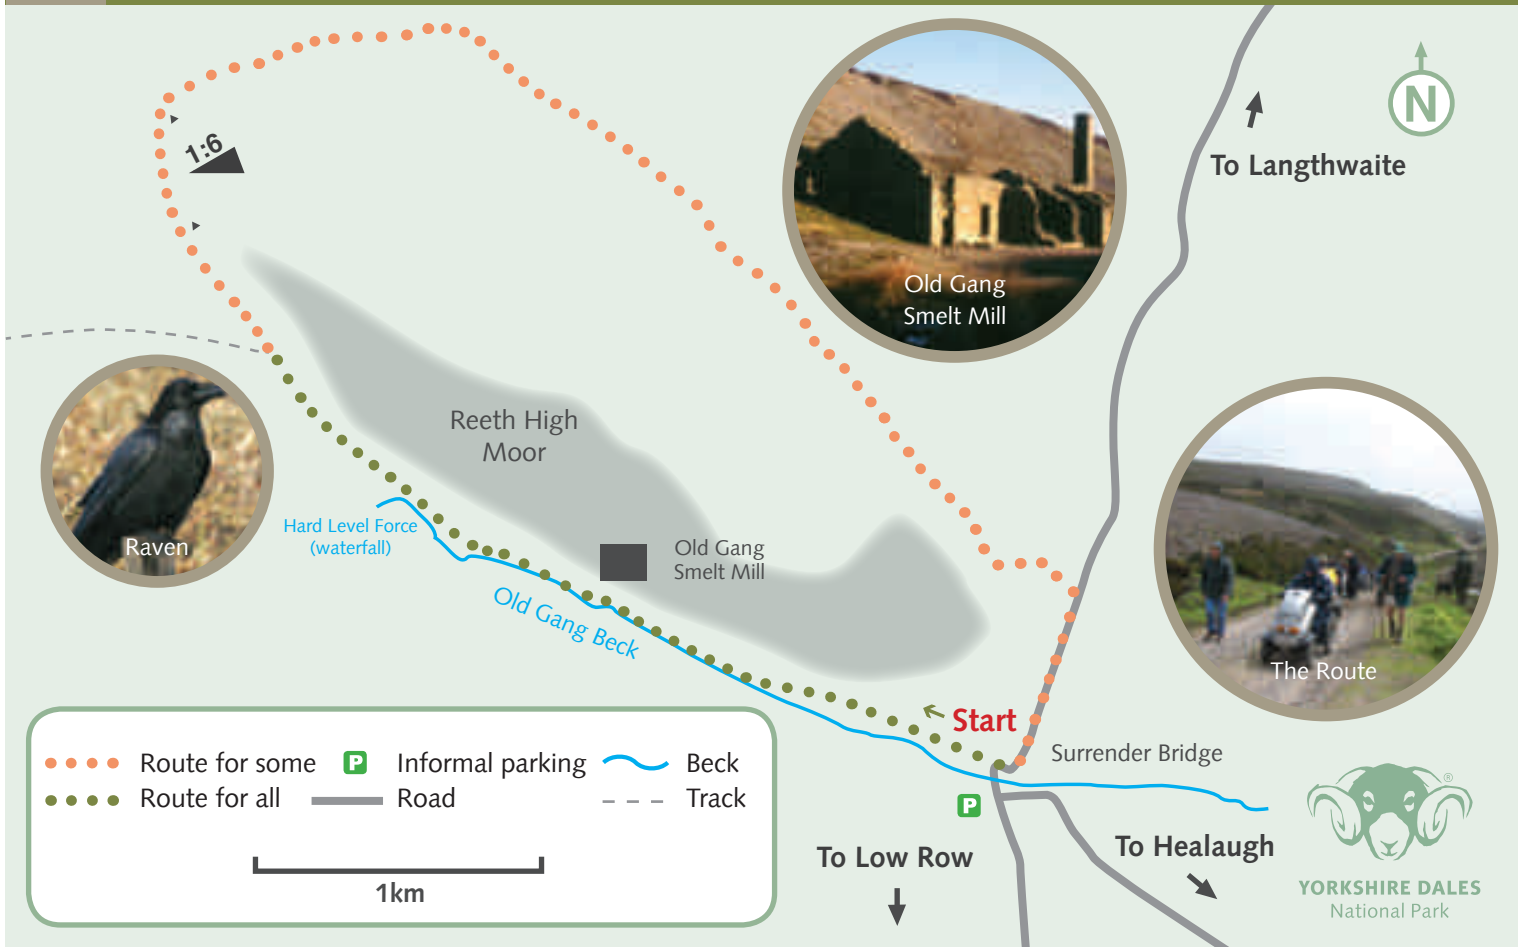 N
To Langthwaite
1:6
Old Gang
Smelt Mill
Reeth High
Moor
Raven
Hard Level Force
(waterfall)
Old Gang
Smelt Mill
Old Gang Beck
The Route
Start
Surrender Bridge
Route for some
P
Informal parking
Beck
Route for all
Road
Track
1km
P
To Low Row
To Healaugh
®
YORKSHIRE DALES
National Park